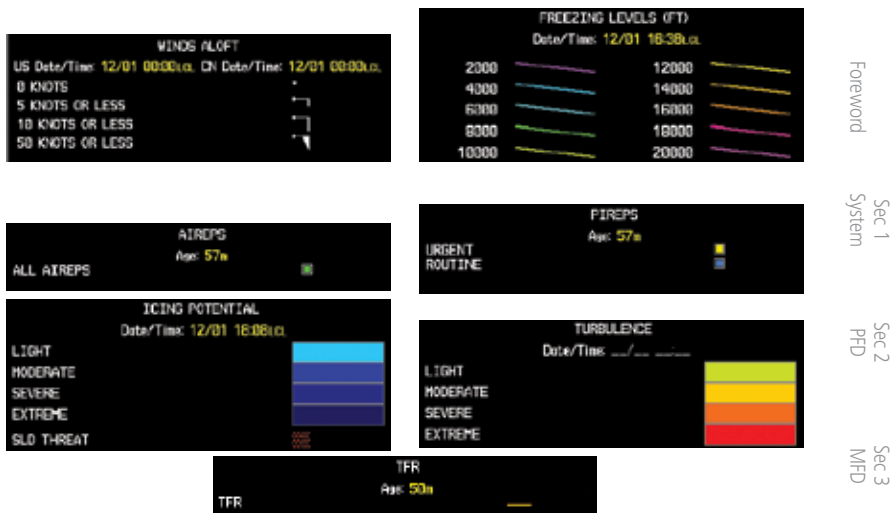 WINDS ALOFT
US Date/Time: 12/01 00:00LCL CN Date/Time: 12/01 00:00LCL
0 KNOTS
5 KNOTS OR LESS
10 KNOTS OR LESS
50 KNOTS OR LESS
FREEZING LEVELS (FT)
Date/Time: 12/01 16:38LCL
2000 12000
4000 14000
6000 16000
8000 18000
10000 20000
AIREPS
Age: 57m
ALL AIREPS
PIREPS
Age: 57m
URGENT
ROUTINE
ICING POTENTIAL
Date/Time: 12/01 16:08LCL
LIGHT
MODERATE
SEVERE
EXTREME
SLD THREAT
TURBULENCE
Date/Time: __/__ __:__
LIGHT
MODERATE
SEVERE
EXTREME
TFR
Age: 50m
TFR
Foreword
Sec 1
System
Sec 2
PFD
Sec 3
MFD